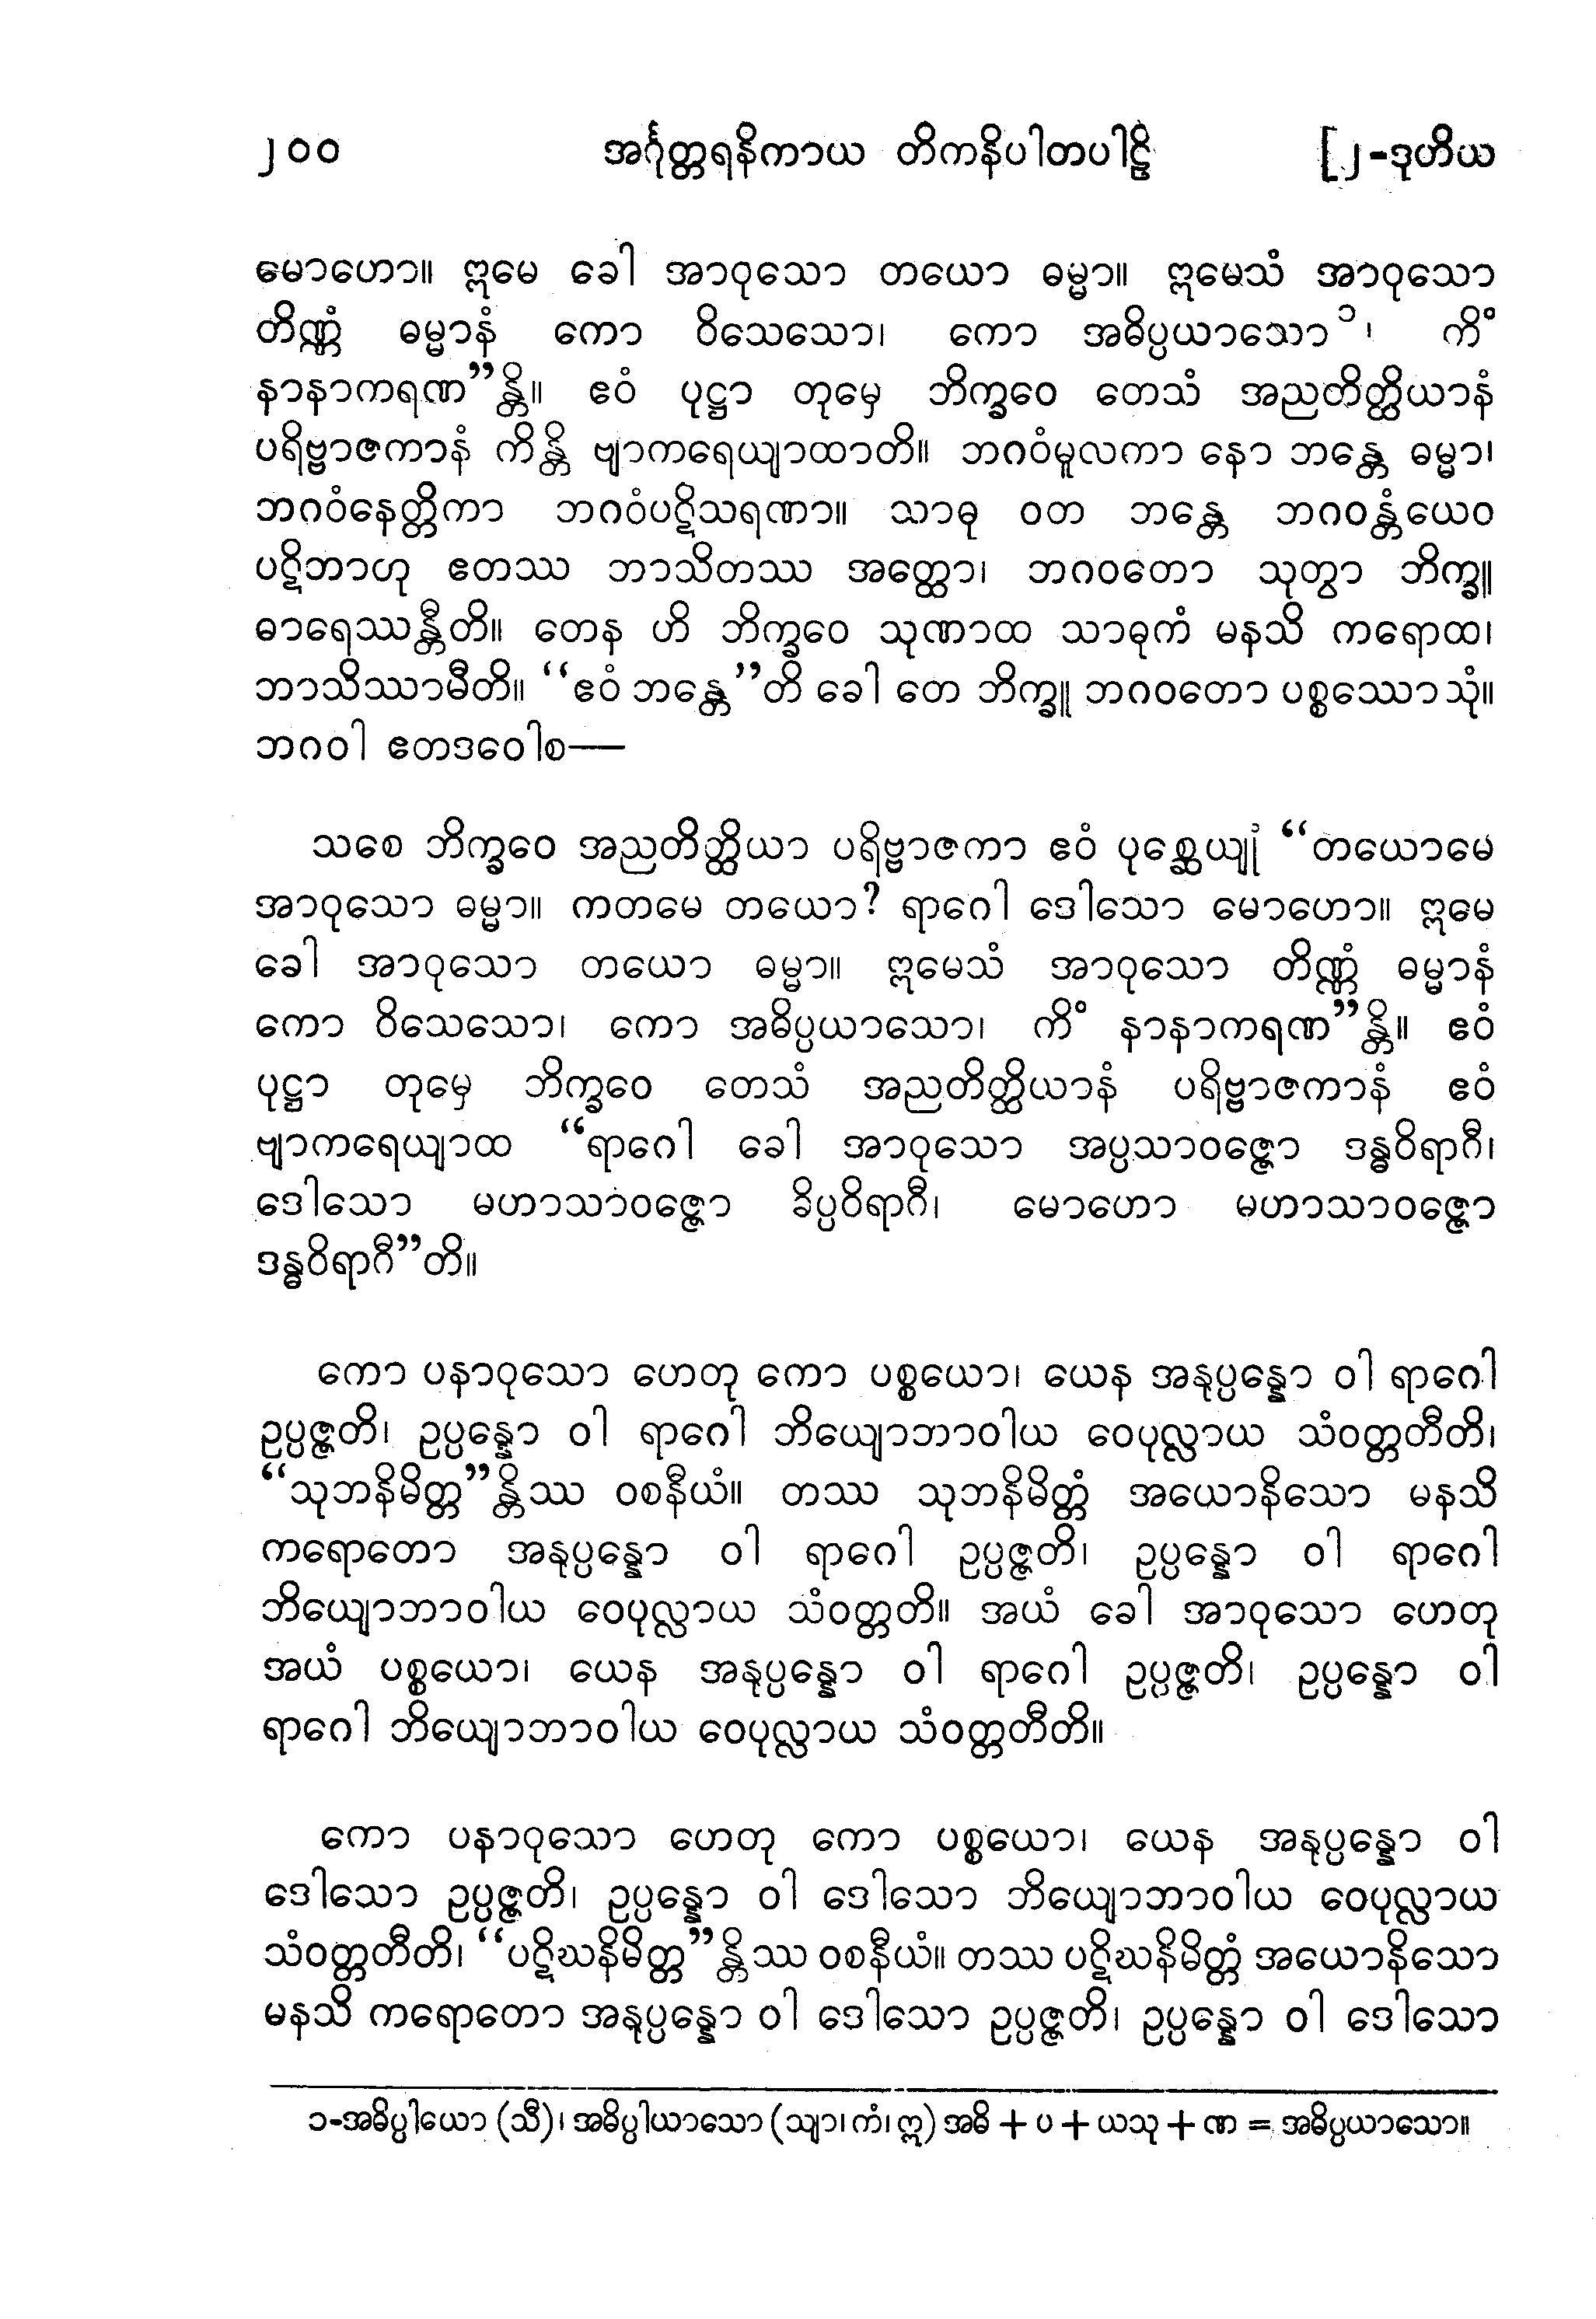 ၂၀၀ အင်္ဂုတ္တရနိကာယ တိကနိပါတပါဠိ [၂-ဒုတိယ
မောဟော။ ဣမေ ခေါ အာဝုသော တယော ဓမ္မာ။ ဣမေသံ အာဝုသော
တိဏ္ဏံ ဓမ္မာနံ ကော ဝိသေသော၊ ကော အဓိပ္ပယာသော၁၊ ကိံ
နာနာကရဏ”န္တိ။ ဧဝံ ပုဋ္ဌာ တုမှေ ဘိက္ခဝေ တေသံ အညတိတ္ထိယာနံ
ပရိဗ္ဗာဇကာနံ ကိန္တိ ဗျာကရေယျာထာတိ။ ဘဂဝံမူလကာ နော ဘန္တေ ဓမ္မာ၊
ဘဂဝံနေတ္တိကာ ဘဂဝံပဋိသရဏာ။ သာဓု ဝတ ဘန္တေ ဘဂဝန္တံယေဝ
ပဋိဘာဟု ဧတဿ ဘာသိတဿ အတ္ထော၊ ဘဂဝတော သုတွာ ဘိက္ခူ
ဓာရေဿန္တီတိ။ တေန ဟိ ဘိက္ခဝေ သုဏာထ သာဓုကံ မနသိ ကရောထ၊
ဘာသိဿာမီတိ။ “ဧဝံ ဘန္တေ”တိ ခေါ တေ ဘိက္ခူ ဘဂဝတော ပစ္စဿောသုံ။
ဘဂဝါ ဧတဒဝေါစ—
သစေ ဘိက္ခဝေ အညတိတ္ထိယာ ပရိဗ္ဗာဇကာ ဧဝံ ပုစ္ဆေယျုံ “တယောမေ
အာဝုသော ဓမ္မာ။ ကတမေ တယော? ရာဂေါ ဒေါသော မောဟော။ ဣမေ
ခေါ အာဝုသော တယော ဓမ္မာ။ ဣမေသံ အာဝုသော တိဏ္ဏံ ဓမ္မာနံ
ကော ဝိသေသော၊ ကော အဓိပ္ပယာသော၊ ကိံ နာနာကရဏ”န္တိ။ ဧဝံ
ပုဋ္ဌာ တုမှေ ဘိက္ခဝေ တေသံ အညတိတ္ထိယာနံ ပရိဗ္ဗာဇကာနံ ဧဝံ
ဗျာကရေယျာထ “ရာဂေါ ခေါ အာဝုသော အပ္ပသာဝဇ္ဇော ဒန္ဓဝိရာဂီ၊
ဒေါသော မဟာသာဝဇ္ဇော ခိပ္ပဝိရာဂီ၊ မောဟော မဟာသာဝဇ္ဇော
ဒန္ဓဝိရာဂီ”တိ။
ကော ပနာဝုသော ဟေတု ကော ပစ္စယော၊ ယေန အနုပ္ပန္နော ဝါ ရာဂေါ
ဥပ္ပဇ္ဇတိ၊ ဥပ္ပန္နော ဝါ ရာဂေါ ဘိယျောဘာဝါယ ဝေပုလ္လာယ သံဝတ္တတီတိ၊
“သုဘနိမိတ္တ”န္တိဿ ဝစနီယံ။ တဿ သုဘနိမိတ္တံ အယောနိသော မနသိ
ကရောတော အနုပ္ပန္နော ဝါ ရာဂေါ ဥပ္ပဇ္ဇတိ၊ ဥပ္ပန္နော ဝါ ရာဂေါ
ဘိယျောဘာဝါယ ဝေပုလ္လာယ သံဝတ္တတိ။ အယံ ခေါ အာဝုသော ဟေတု
အယံ ပစ္စယော၊ ယေန အနုပ္ပန္နော ဝါ ရာဂေါ ဥပ္ပဇ္ဇတိ၊ ဥပ္ပန္နော ဝါ
ရာဂေါ ဘိယျောဘာဝါယ ဝေပုလ္လာယ သံဝတ္တတီတိ။
ကော ပနာဝုသော ဟေတု ကော ပစ္စယော၊ ယေန အနုပ္ပန္နော ဝါ
ဒေါသော ဥပ္ပဇ္ဇတိ၊ ဥပ္ပန္နော ဝါ ဒေါသော ဘိယျောဘာဝါယ ဝေပုလ္လာယ
သံဝတ္တတီတိ၊ “ပဋိဃနိမိတ္တ”န္တိဿ ဝစနီယံ။ တဿ ပဋိဃနိမိတ္တံ အယောနိသော
မနသိ ကရောတော အနုပ္ပန္နော ဝါ ဒေါသော ဥပ္ပဇ္ဇတိ၊ ဥပ္ပန္နော ဝါ ဒေါသော
၁-အဓိပ္ပါယော (သီ)၊ အဓိပ္ပါယာသော (သျာ၊ ကံ၊ ဣ) အဓိ + ပ + ယသု + ဏ = အဓိပ္ပယာသော။